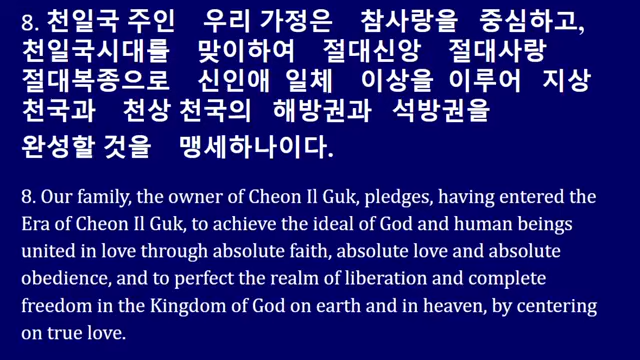 8. 천일국 주인 우리 가정은 참사랑을 중심하고,
천일국시대를 맞이하여 절대신앙 절대사랑
절대복종으로 신인애 일체 이상을 이루어 지상
천국과 천상 천국의 해방권과 석방권을
완성할 것을 맹세하나이다.
8. Our family, the owner of Cheon Il Guk, pledges, having entered the
Era of Cheon Il Guk, to achieve the ideal of God and human beings
united in love through absolute faith, absolute love and absolute
obedience, and to perfect the realm of liberation and complete
freedom in the Kingdom of God on earth and in heaven, by centering
on true love.